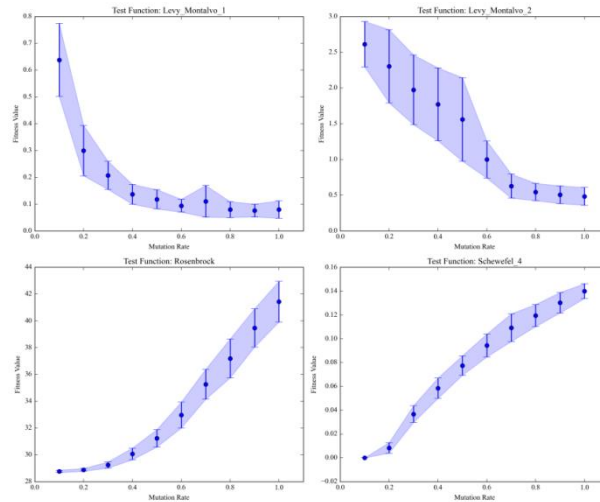 Test Function: Levy_Montalvo_1
0.8
0.7
0.6
0.5
0.4
0.3
0.2
0.1
0.0
Fitness Value
0.0 0.2 0.4 0.6 0.8 1.0
Mutation Rate
Test Function: Levy_Montalvo_2
3.0
2.5
2.0
1.5
1.0
0.5
0.0
Fitness Value
0.0 0.2 0.4 0.6 0.8 1.0
Mutation Rate
Test Function: Rosenbrock
44
42
40
38
36
34
32
30
28
Fitness Value
0.0 0.2 0.4 0.6 0.8 1.0
Mutation Rate
Test Function: Schewefel_4
0.16
0.14
0.12
0.10
0.08
0.06
0.04
0.02
0.00
−0.02
Fitness Value
0.0 0.2 0.4 0.6 0.8 1.0
Mutation Rate